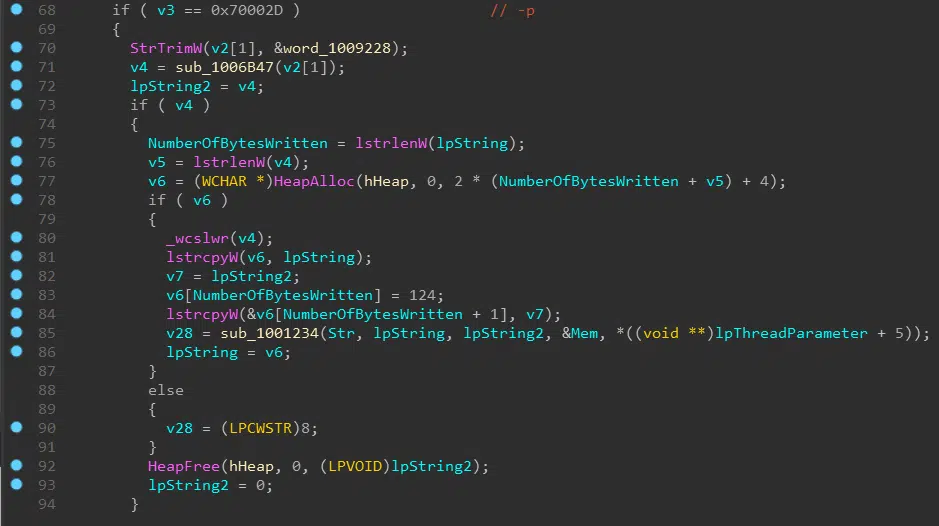 68 if ( v3 == 0x70002D ) // -p
69 {
70 StrTrimW(v2[1], &word_1009228);
71 v4 = sub_1006B47(v2[1]);
72 lpString2 = v4;
73 if ( v4 )
74 {
75 NumberOfBytesWritten = lstrlenW(lpString);
76 v5 = lstrlenW(v4);
77 v6 = (WCHAR *)HeapAlloc(hHeap, 0, 2 * (NumberOfBytesWritten + v5) + 4);
78 if ( v6 )
79 {
80 _wcslwr(v4);
81 lstrcpyW(v6, lpString);
82 v7 = lpString2;
83 v6[NumberOfBytesWritten] = 124;
84 lstrcpyW(&v6[NumberOfBytesWritten + 1], v7);
85 v28 = sub_1001234(Str, lpString, lpString2, &Mem, *((void **)lpThreadParameter + 5));
86 lpString = v6;
87 }
88 else
89 {
90 v28 = (LPCWSTR)8;
91 }
92 HeapFree(hHeap, 0, (LPVOID)lpString2);
93 lpString2 = 0;
94 }